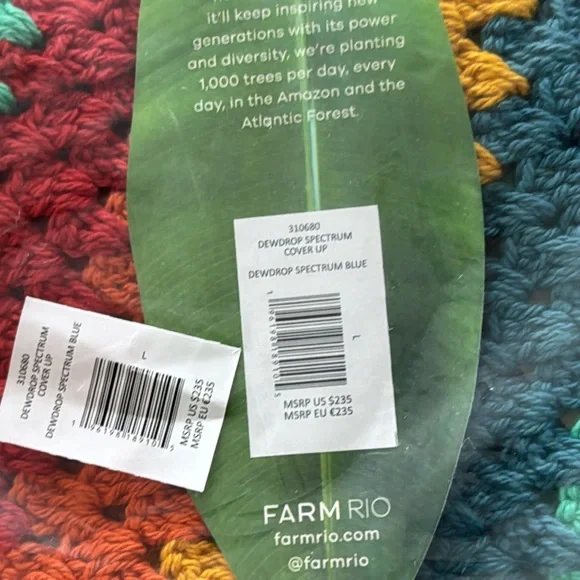 it'll keep inspiring new
generations with its power
and diversity, we're planting
1,000 trees per day, every
day, in the Amazon and the
Atlantic Forest.
310680
DEWDROP SPECTRUM
COVER UP
DEWDROP SPECTRUM BLUE
L
MSRP US $235
MSRP EU €235
310680
DEWDROP SPECTRUM
COVER UP
DEWDROP SPECTRUM BLUE
L
MSRP US $235
MSRP EU €235
FARM RIO
farmrio.com
@farmrio